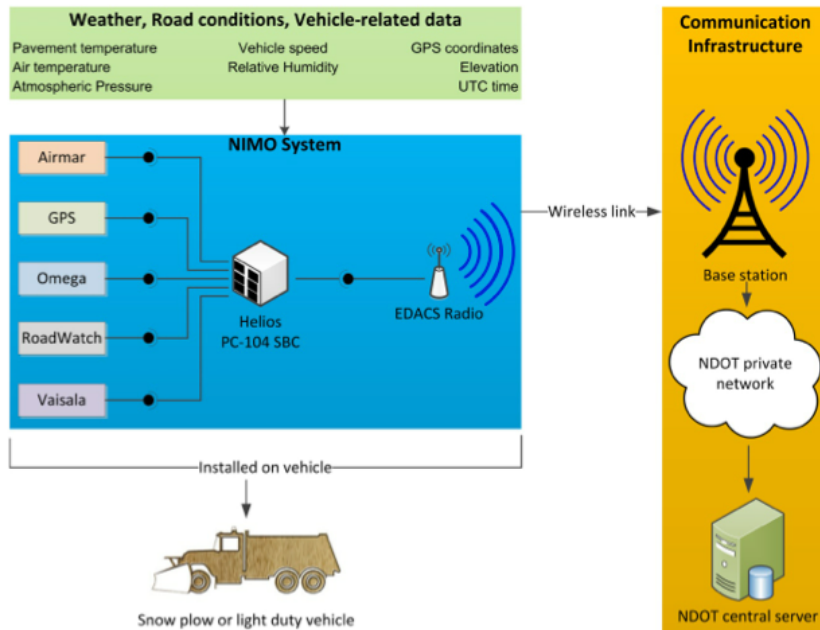 Weather, Road conditions, Vehicle-related data
Pavement temperature
Air temperature
Atmospheric Pressure
Vehicle speed
Relative Humidity
GPS coordinates
Elevation
UTC time
NIMO System
Airmar
GPS
Omega
RoadWatch
Vaisala
Helios
PC-104 SBC
EDACS Radio
Wireless link
Installed on vehicle
Snow plow or light duty vehicle
Communication
Infrastructure
Base station
NDOT private
network
NDOT central server